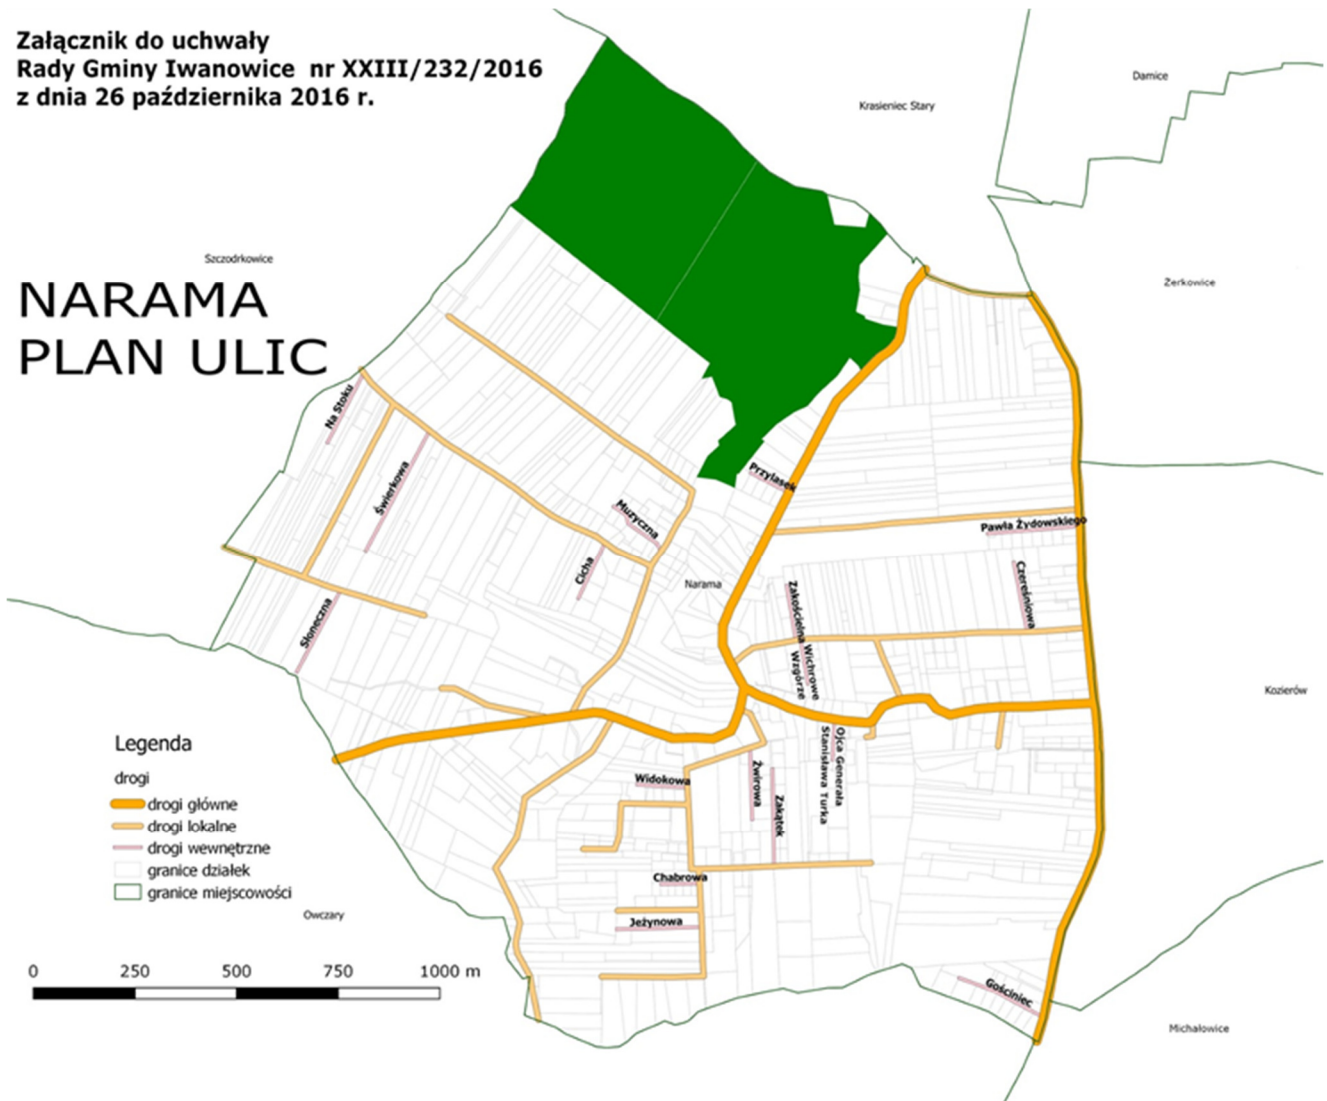 Załącznik do uchwały
Rady Gminy Iwanowice nr XXIII/232/2016
z dnia 26 października 2016 r.
Damice
Krasieniec Stary
Szczodrkowice
Żerkowice
NARAMA
PLAN ULIC
Na Stoku
Świerkowa
Przylasek
Muzyczna
Pawła Żydowskiego
Cicha
Narama
Czereśniowa
Zakościelna
Słoneczna
Wichrowe
Wzgórze
Kozierów
Ojca Generała
Stanisława Turka
Widokowa
Żwirowa
Zakątek
Chabrowa
Jeżynowa
Gościniec
Legenda
drogi
drogi główne
drogi lokalne
drogi wewnętrzne
granice działek
granice miejscowości
Owczary
0 250 500 750 1000 m
Michałowice